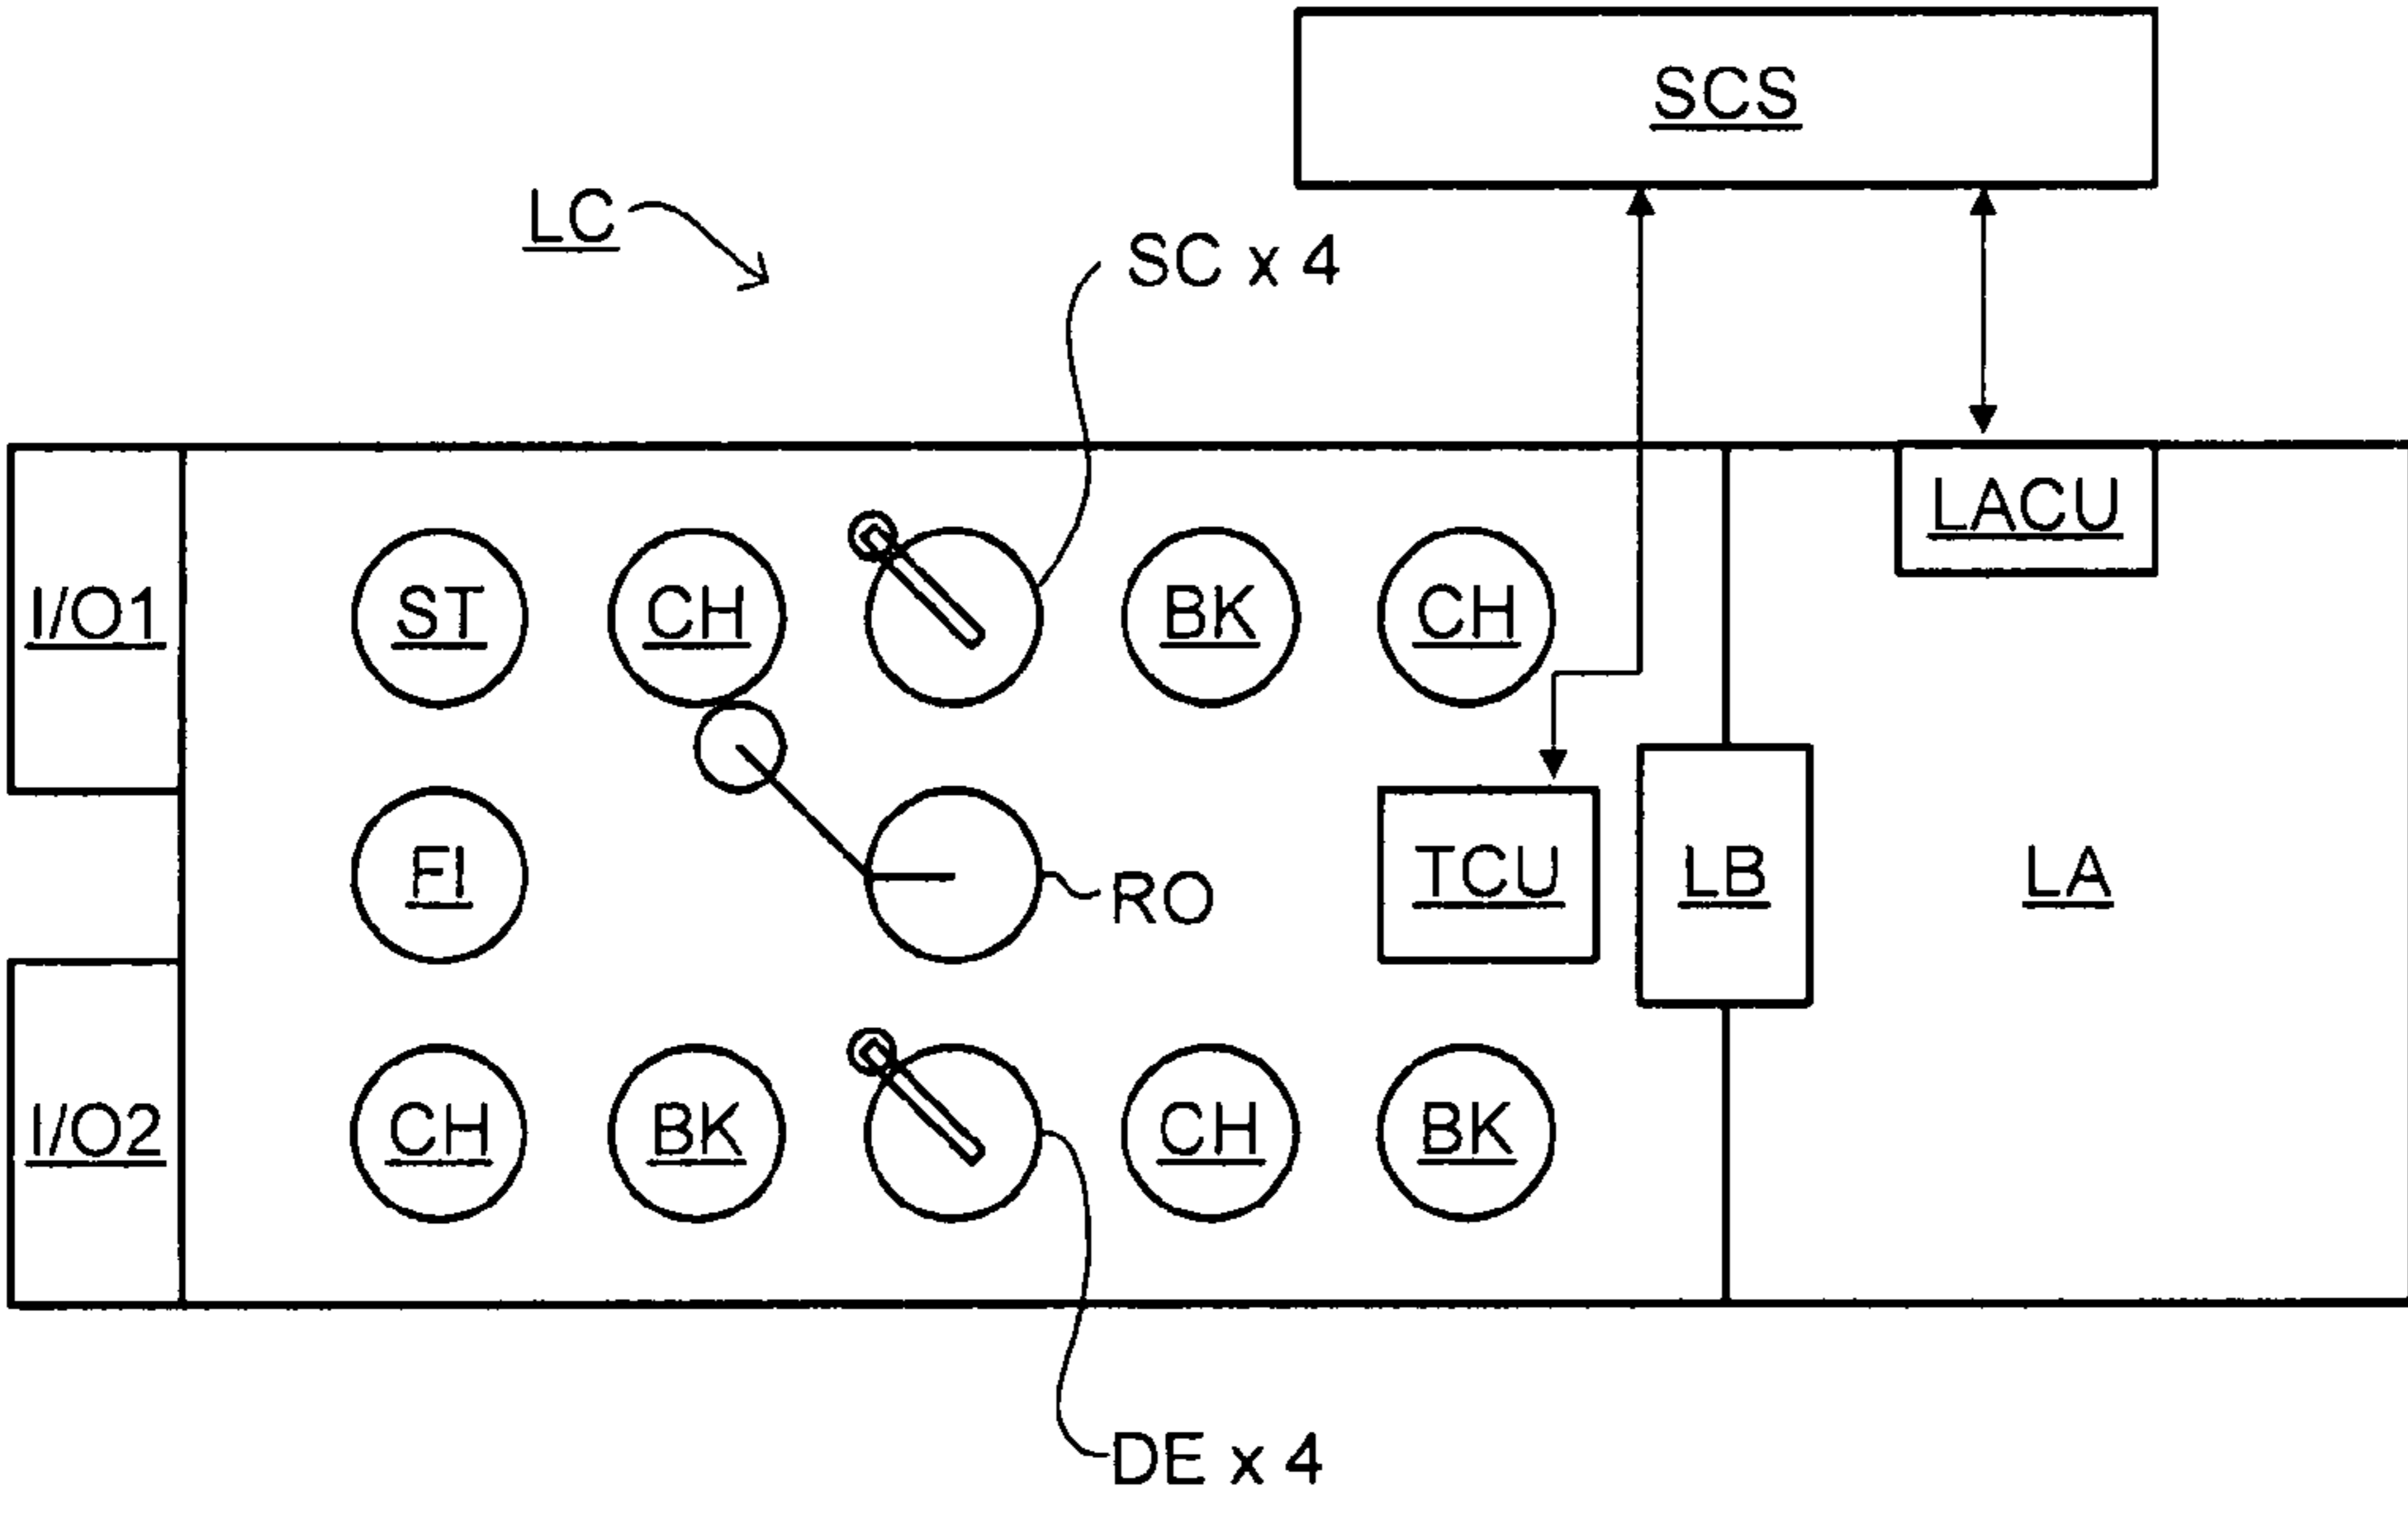 SCS
LC
SC x 4
LACU
I/O1
ST
CH
BK
CH
FI
RO
TCU
LB
LA
I/O2
CH
BK
CH
BK
DE x 4